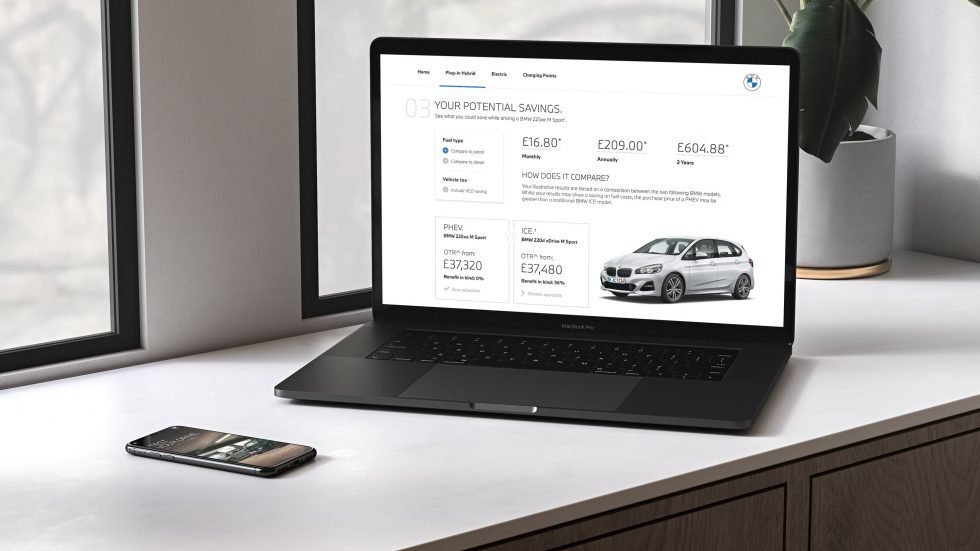 Home Plug-in Hybrid Electric Charging Points
03 YOUR POTENTIAL SAVINGS.
See what you could save while driving a BMW 225xe M Sport*.
Fuel type
Compare to petrol
Compare to diesel
Vehicle tax
Include VED saving
£16.80*
Monthly
£209.00*
Annually
£604.88*
3 Years
HOW DOES IT COMPARE?
Your illustrative results are based on a comparison between the two following BMW models.
Whilst your results may show a saving on fuel costs, the purchase price of a PHEV may be
greater than a traditional BMW ICE model.
PHEV.
BMW 225xe M Sport
OTR^ from:
£37,320
Benefit in kind: 0%
Your selection
VS
ICE.†
BMW 220d xDrive M Sport
OTR^ from:
£37,480
Benefit in kind: 36%
Shown opposite
MacBook Pro